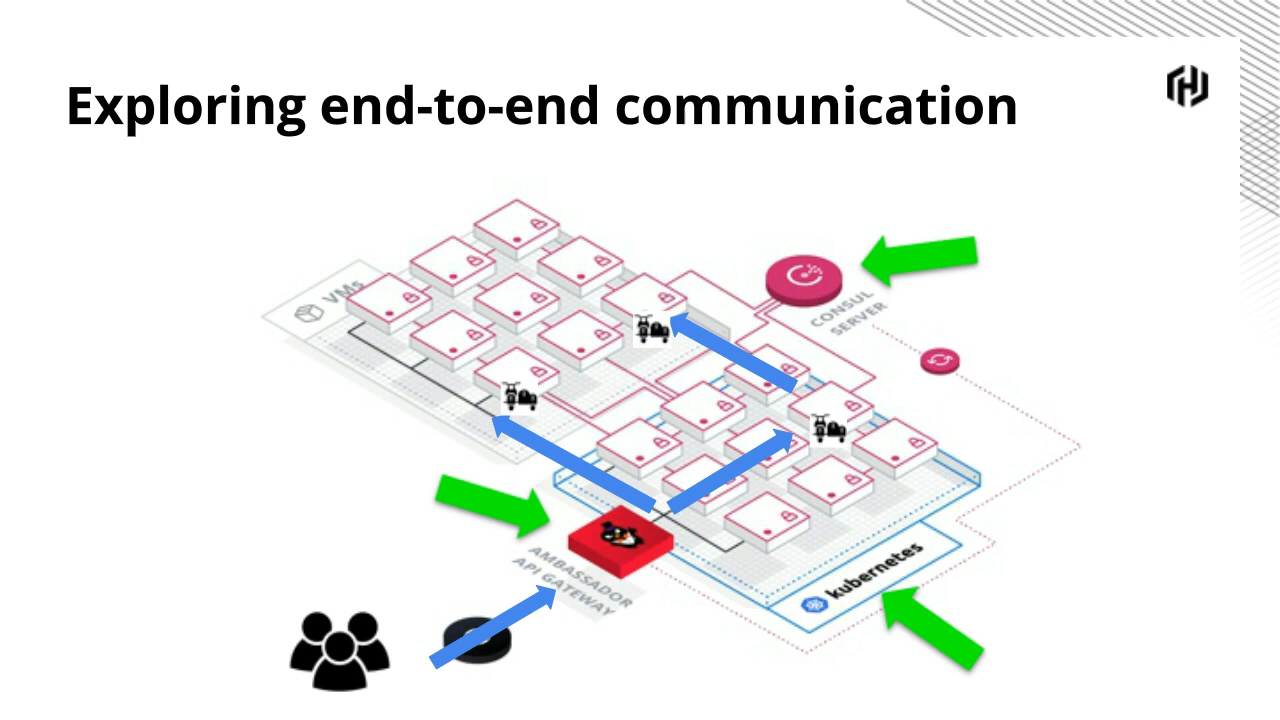 Exploring end-to-end communication
VMs
CONSUL
SERVER
AMBASSADOR
API GATEWAY
kubernetes